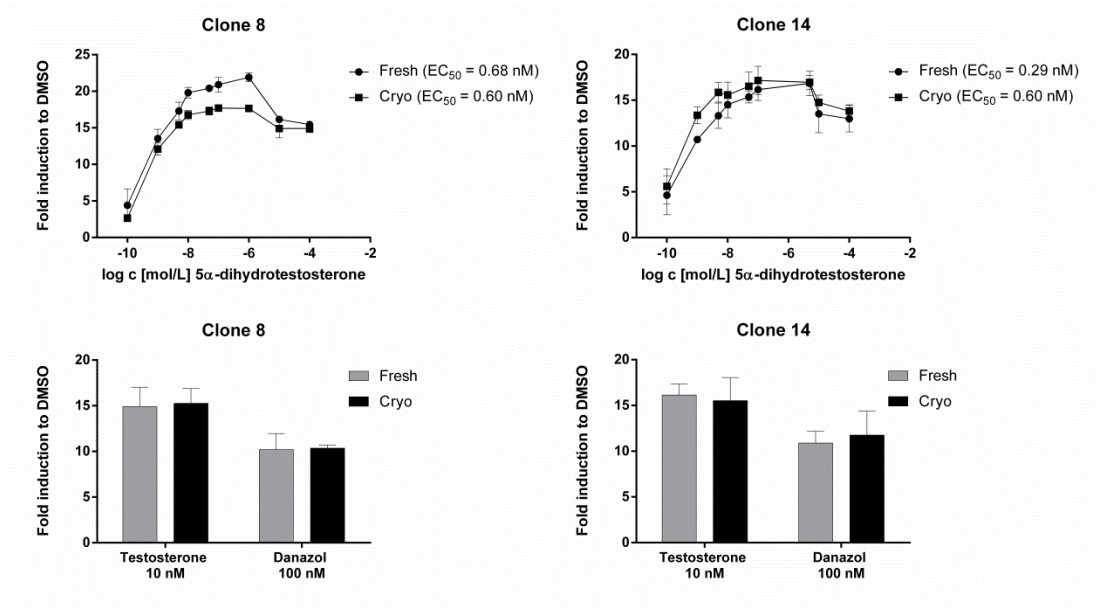 Clone 8
25
20
15
10
5
0
Fold induction to DMSO
-10 -8 -6 -4 -2
log c [mol/L] 5α-dihydrotestosterone
Fresh (EC50 = 0.68 nM)
Cryo (EC50 = 0.60 nM)
Clone 14
20
15
10
5
0
Fold induction to DMSO
-10 -8 -6 -4 -2
log c [mol/L] 5α-dihydrotestosterone
Fresh (EC50 = 0.29 nM)
Cryo (EC50 = 0.60 nM)
Clone 8
20
15
10
5
0
Fold induction to DMSO
Testosterone
10 nM
Danazol
100 nM
Fresh
Cryo
Clone 14
20
15
10
5
0
Fold induction to DMSO
Testosterone
10 nM
Danazol
100 nM
Fresh
Cryo